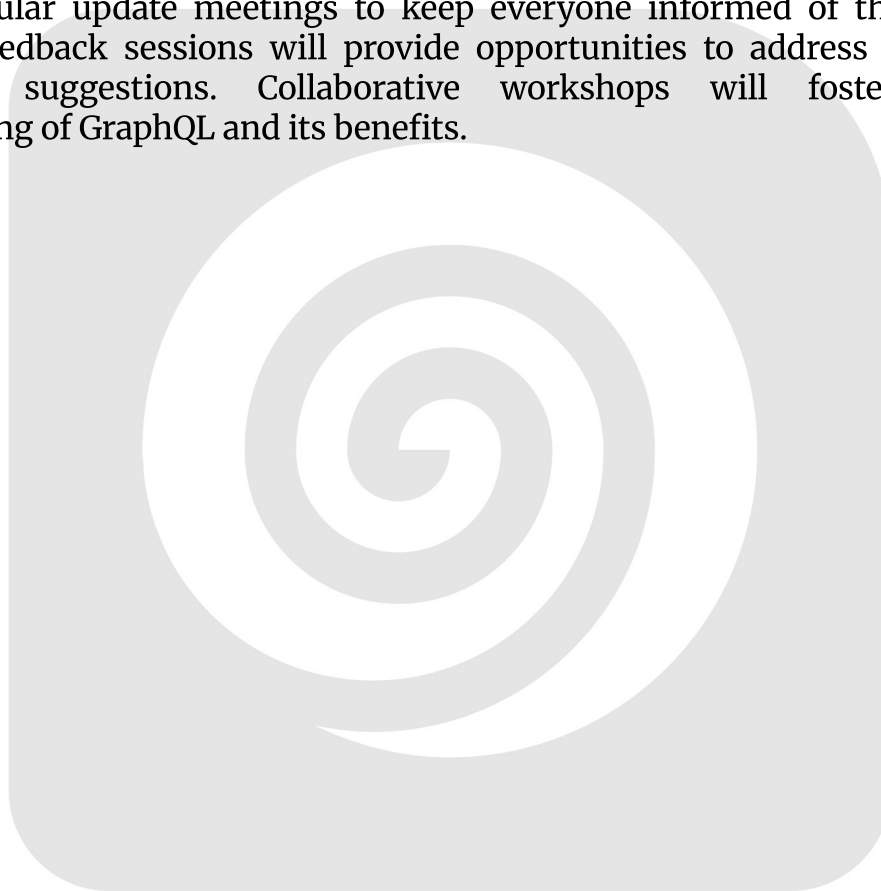 ular update meetings to keep everyone informed of th
edback sessions will provide opportunities to address
suggestions. Collaborative workshops will foste
ng of GraphQL and its benefits.